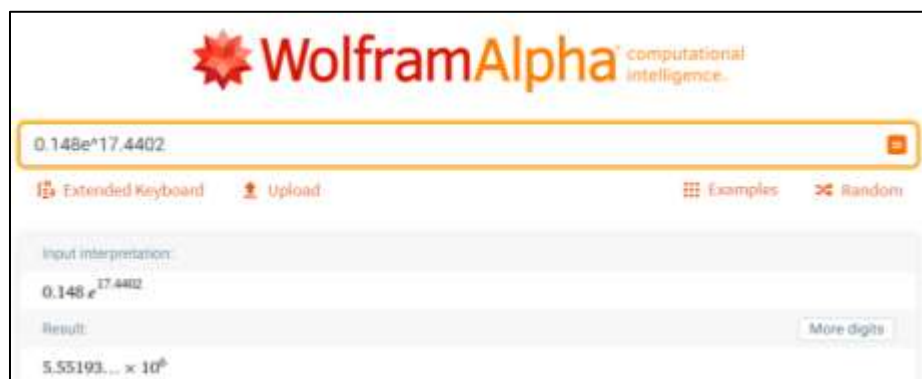 WolframAlpha computational intelligence.
0.148e^17.4402
Extended Keyboard Upload Examples Random
Input interpretation:
0.148 e^17.4402
Result: More digits
5.55193... × 10^6